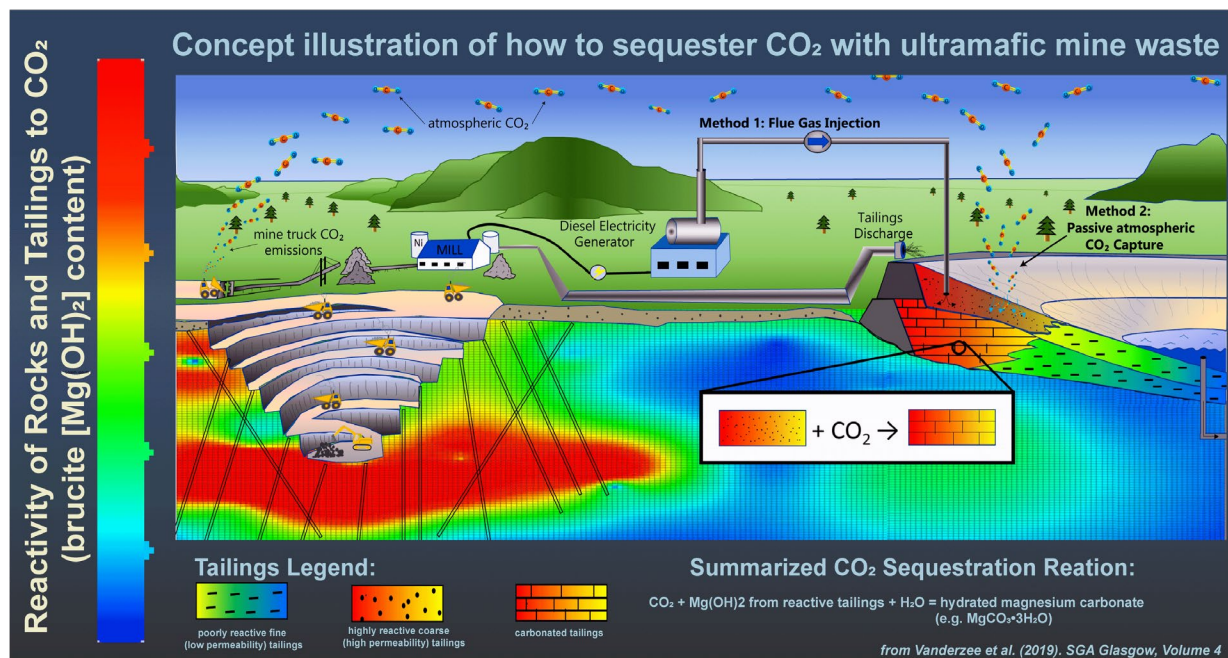 Concept illustration of how to sequester CO₂ with ultramafic mine waste
Reactivity of Rocks and Tailings to CO₂
(brucite [Mg(OH)₂] content)
atmospheric CO₂
Method 1: Flue Gas Injection
mine truck CO₂
emissions
Ni
MILL
Diesel Electricity
Generator
Tailings
Discharge
Method 2:
Passive atmospheric
CO₂ Capture
+ CO₂ →
Tailings Legend:
poorly reactive fine
(low permeability) tailings
highly reactive coarse
(high permeability) tailings
carbonated tailings
Summarized CO₂ Sequestration Reation:
CO₂ + Mg(OH)2 from reactive tailings + H₂O = hydrated magnesium carbonate
(e.g. MgCO₃•3H₂O)
from Vanderzee et al. (2019). SGA Glasgow, Volume 4